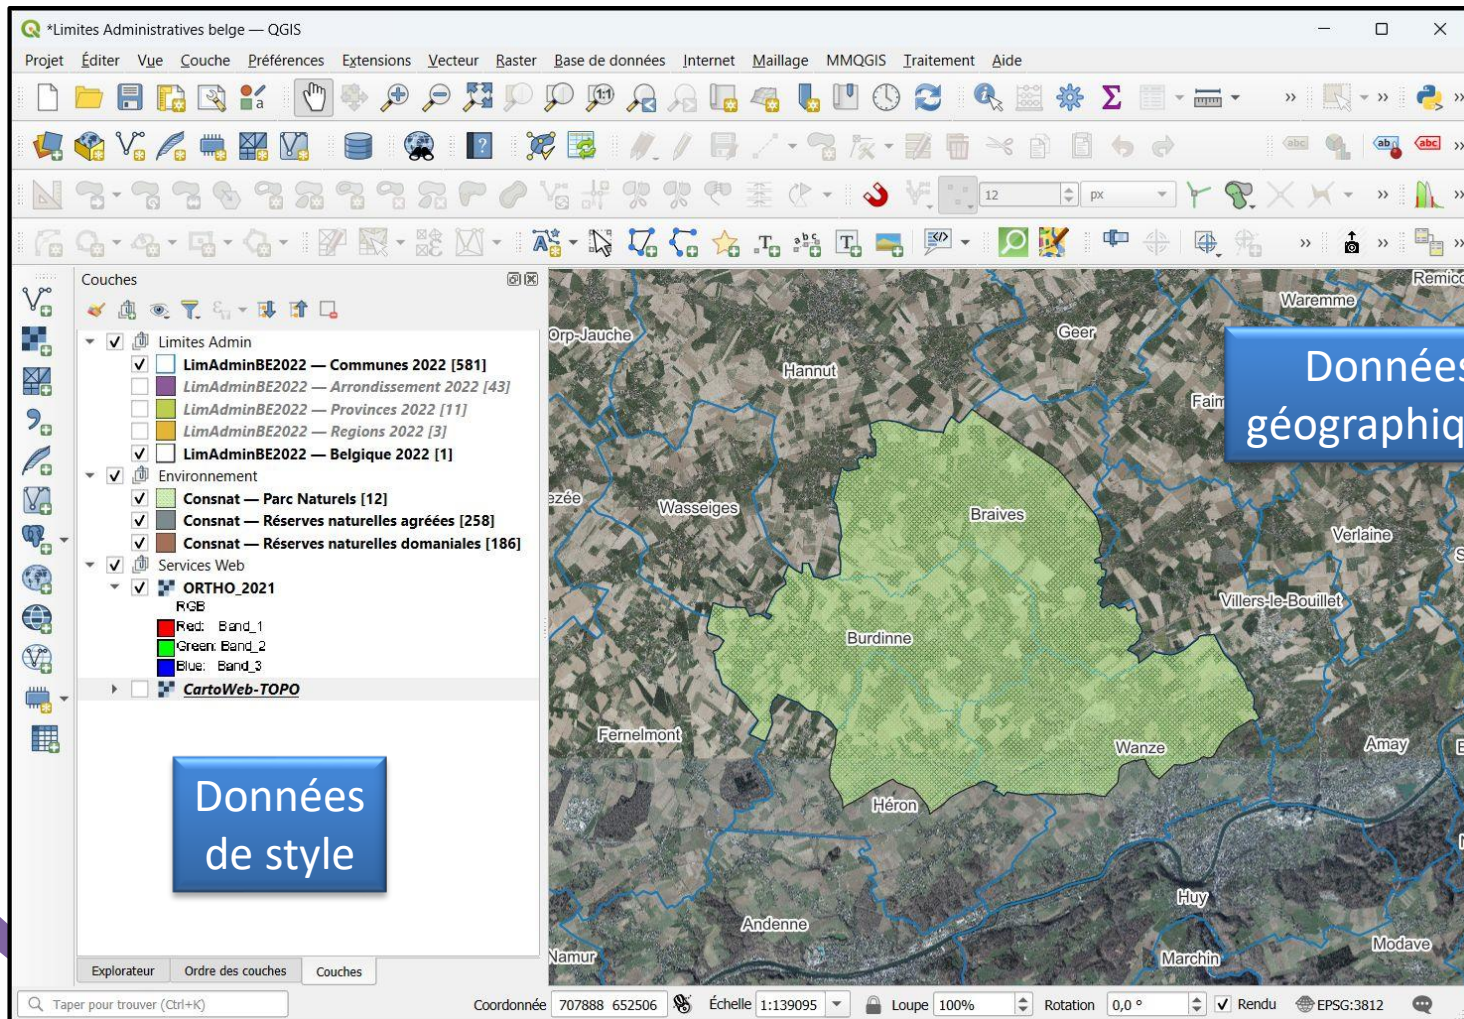 *Limites Administratives belge — QGIS
Projet Éditer Vue Couche Préférences Extensions Vecteur Raster Base de données Internet Maillage MMQGIS Traitement Aide
12 px
Couches
Limites Admin
LimAdminBE2022 — Communes 2022 [581]
LimAdminBE2022 — Arrondissement 2022 [43]
LimAdminBE2022 — Provinces 2022 [11]
LimAdminBE2022 — Regions 2022 [3]
LimAdminBE2022 — Belgique 2022 [1]
Environnement
Consnat — Parc Naturels [12]
Consnat — Réserves naturelles agréées [258]
Consnat — Réserves naturelles domaniales [186]
Services Web
ORTHO_2021
RGB
Red: Band_1
Green: Band_2
Blue: Band_3
CartoWeb-TOPO
Données
de style
Explorateur Ordre des couches Couches
Remico
Waremme
Orp-Jauche
Geer
Hannut
Faim
Données
géographiq
ezée
Wasseiges
Braives
Verlaine
Villers-le-Bouillet
Burdinne
Fernelmont
Wanze
Amay
Héron
Huy
Andenne
Modave
Namur
Marchin
Taper pour trouver (Ctrl+K) Coordonnée 707888 652506 Échelle 1:139095 Loupe 100% Rotation 0,0 ° Rendu EPSG:3812